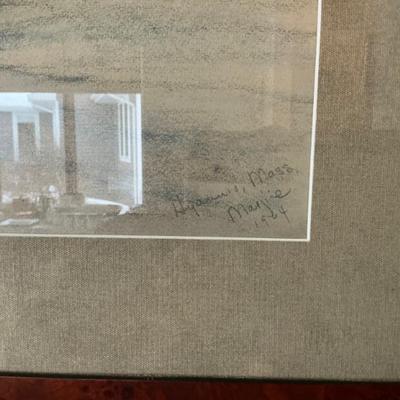 Hyannis, Mass.
Margie
1984